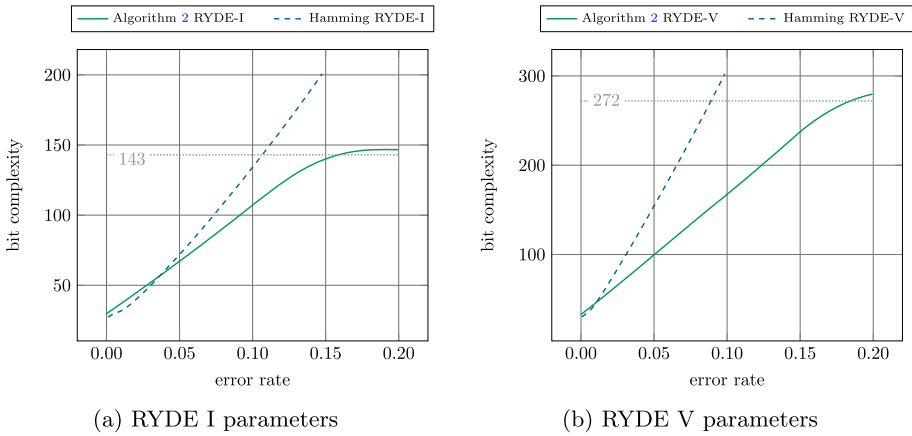 Algorithm 2 RYDE-I
Hamming RYDE-I
200
150
100
50
143
0.00 0.05 0.10 0.15 0.20
bit complexity
error rate
(a) RYDE I parameters
Algorithm 2 RYDE-V
Hamming RYDE-V
300
200
100
272
0.00 0.05 0.10 0.15 0.20
bit complexity
error rate
(b) RYDE V parameters